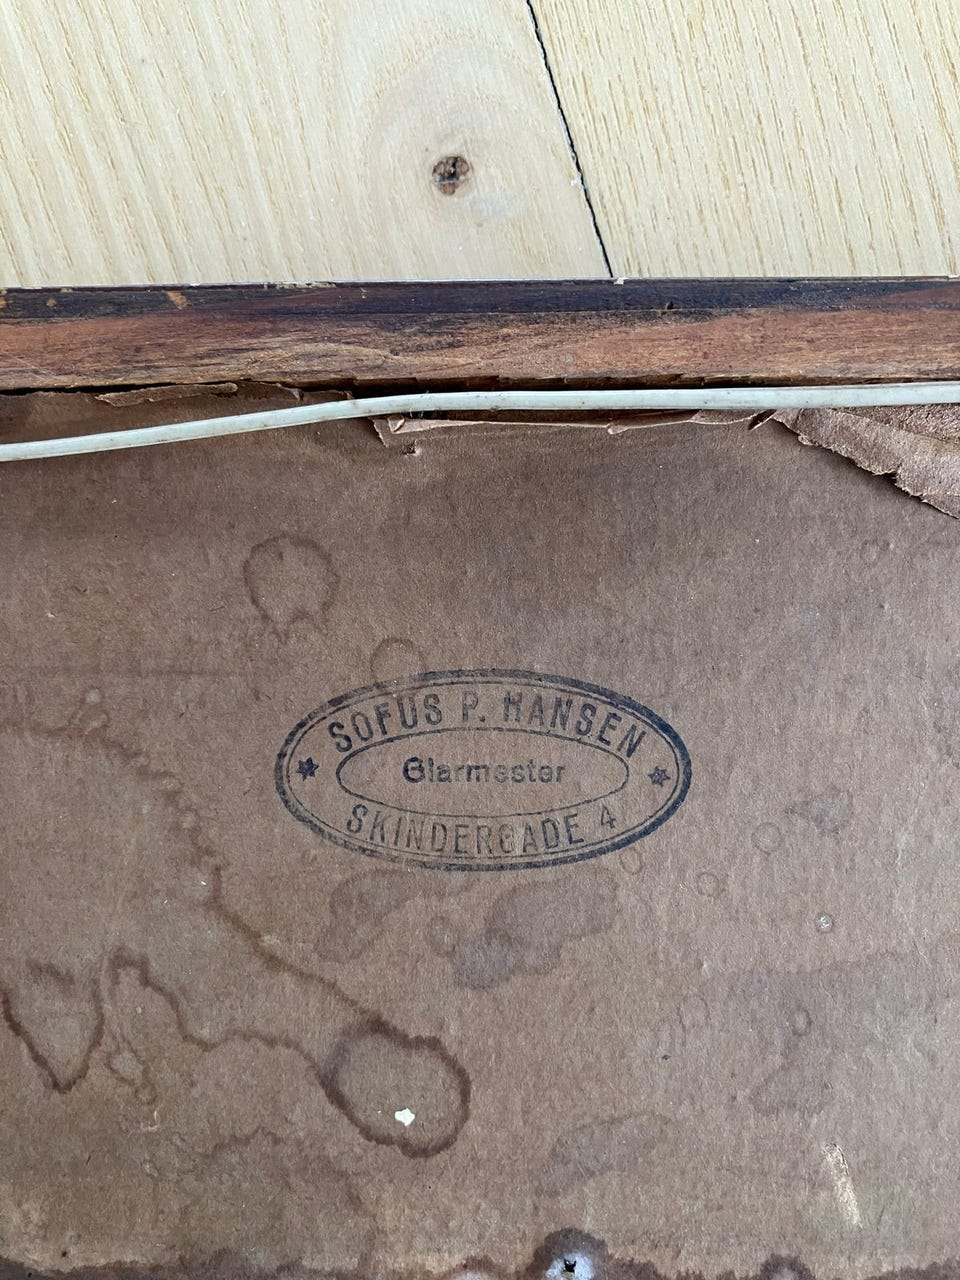 SOFUS P. HANSEN
Glarmester
SKINDERGADE 4